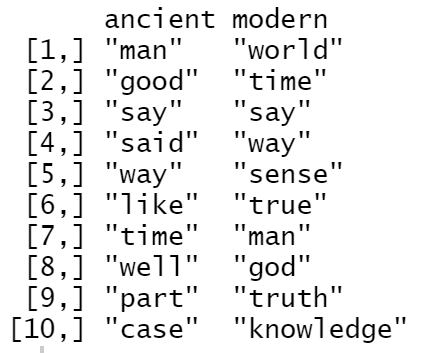 ancient modern
[1,] "man" "world"
[2,] "good" "time"
[3,] "say" "say"
[4,] "said" "way"
[5,] "way" "sense"
[6,] "like" "true"
[7,] "time" "man"
[8,] "well" "god"
[9,] "part" "truth"
[10,] "case" "knowledge"